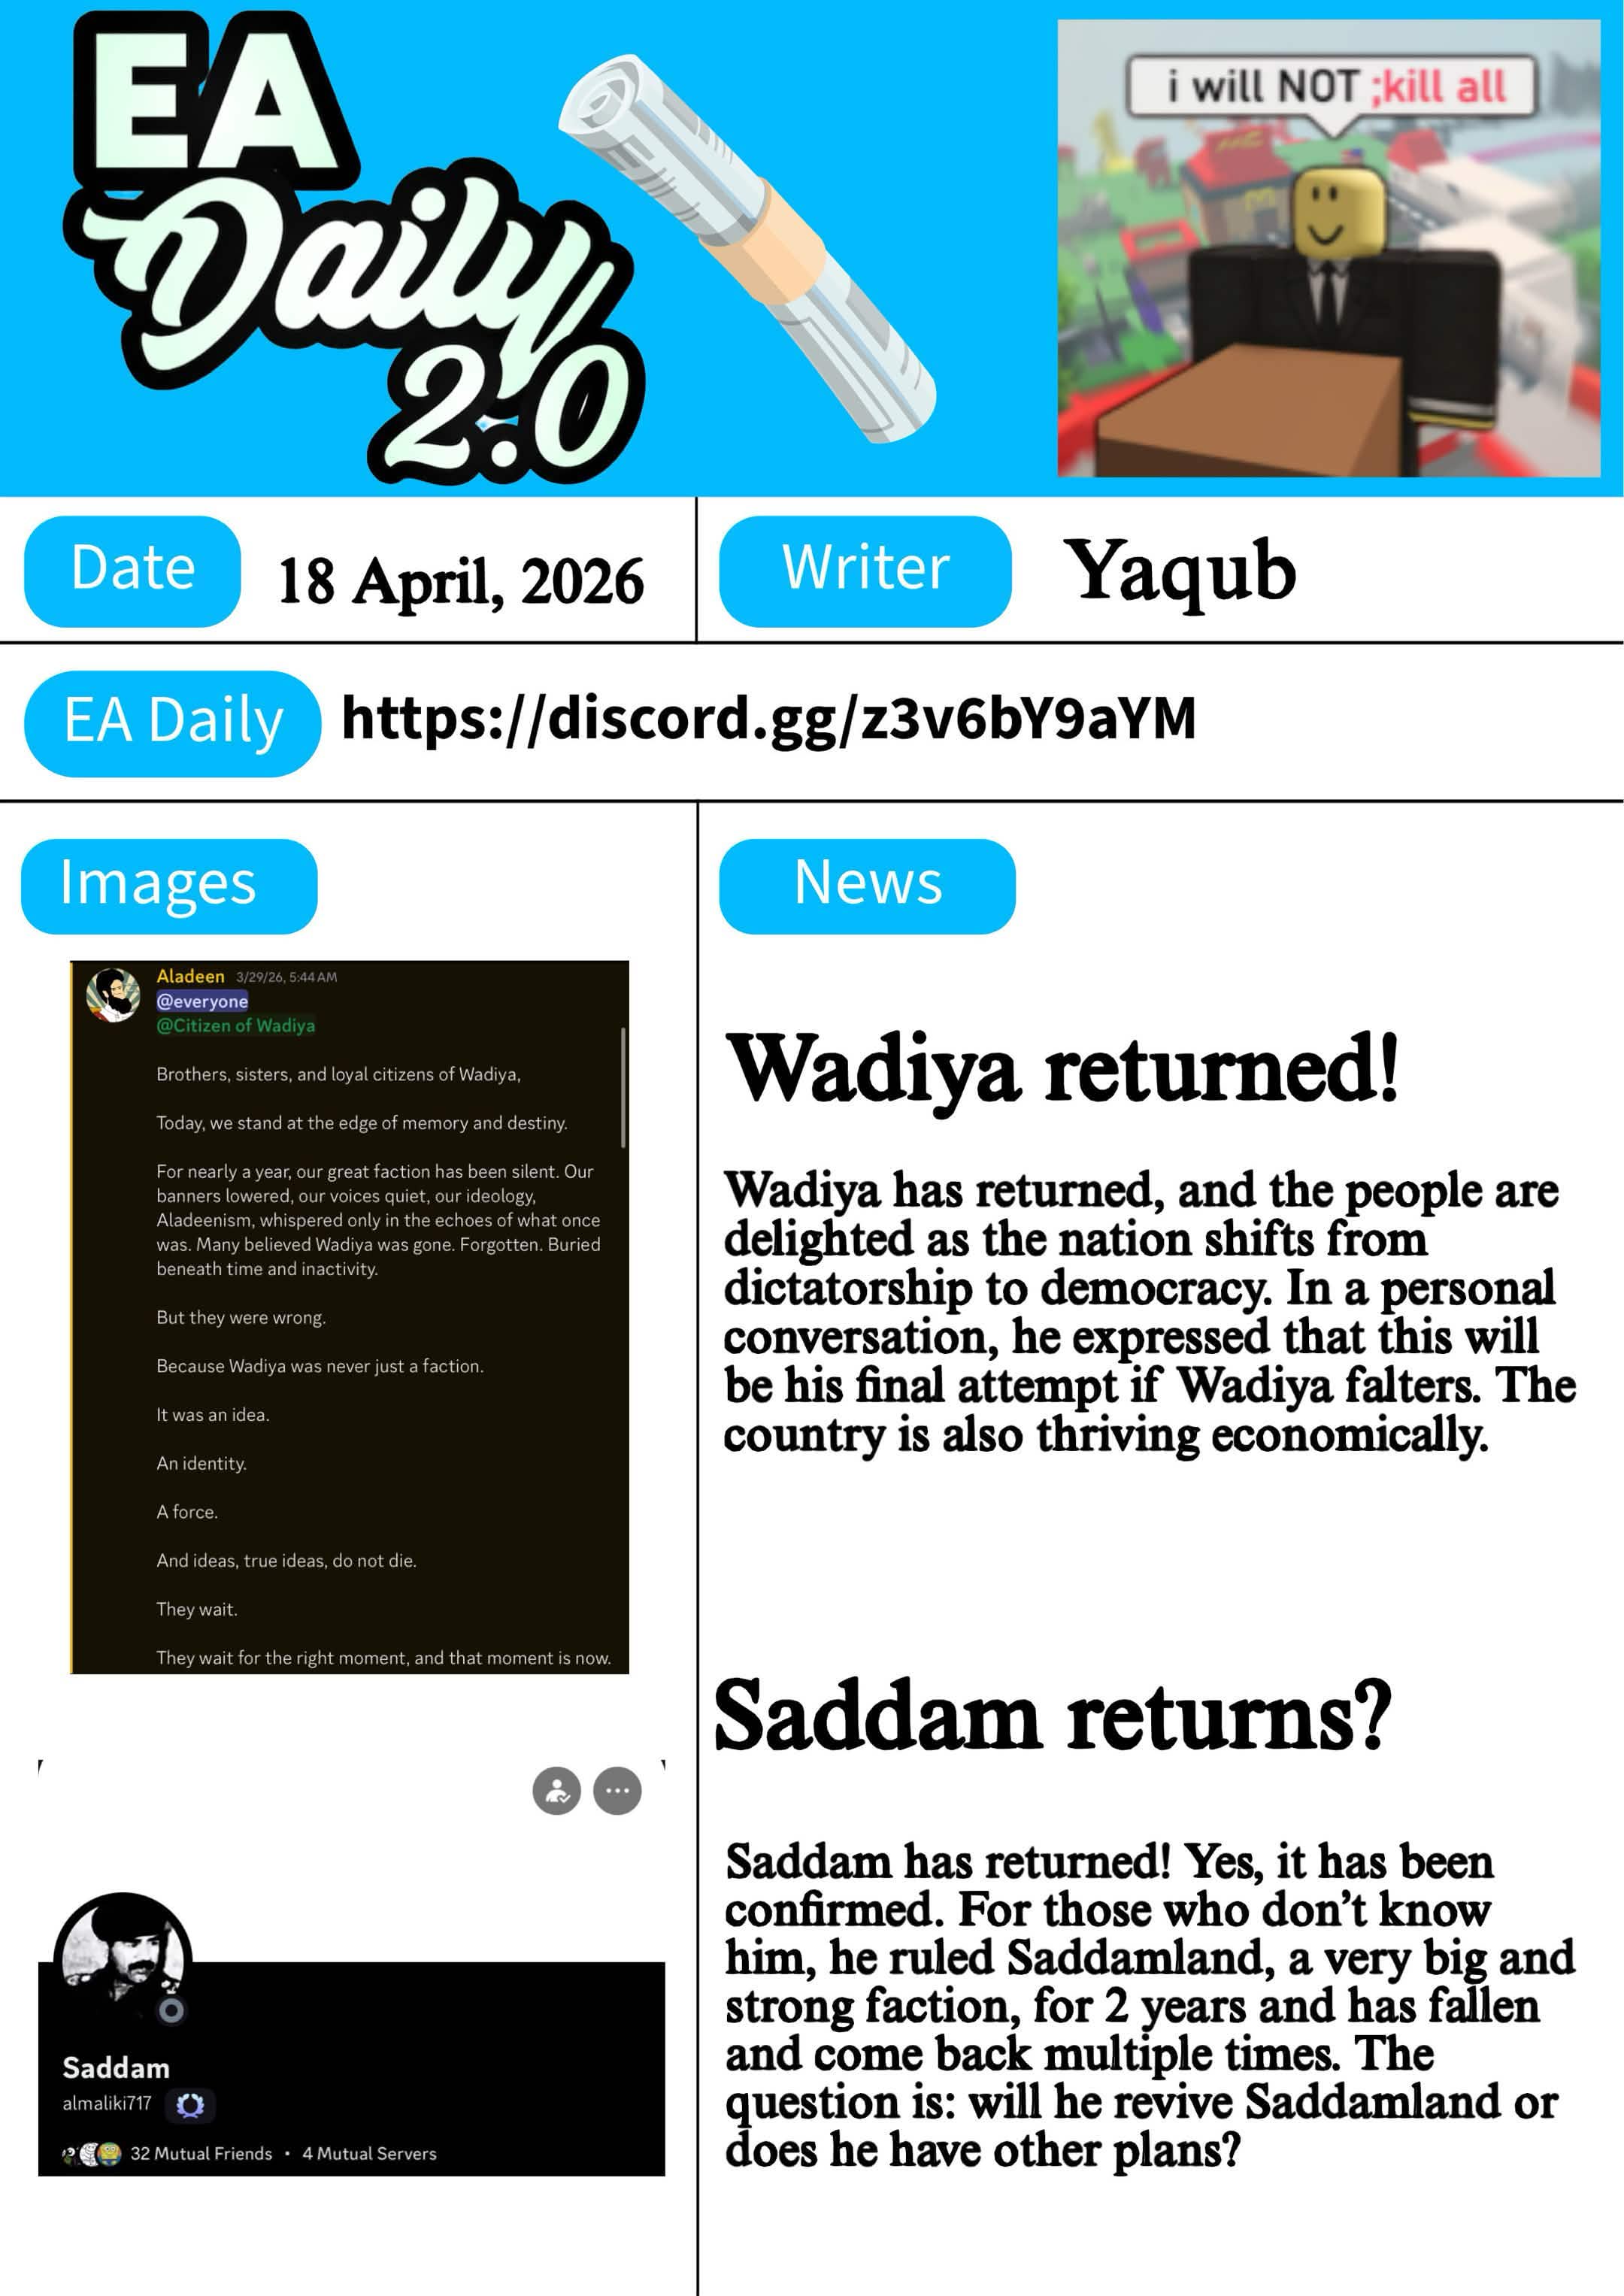 EA
Daily
2.0
i will NOT ;kill all
Date
18 April, 2026
Writer
Yaqub
EA Daily
https://discord.gg/z3v6bY9aYM
Images
Aladeen 3/29/26, 5:44 AM
@everyone
@Citizen of Wadiya
Brothers, sisters, and loyal citizens of Wadiya,
Today, we stand at the edge of memory and destiny.
For nearly a year, our great faction has been silent. Our
banners lowered, our voices quiet, our ideology,
Aladeenism, whispered only in the echoes of what once
was. Many believed Wadiya was gone. Forgotten. Buried
beneath time and inactivity.
But they were wrong.
Because Wadiya was never just a faction.
It was an idea.
An identity.
A force.
And ideas, true ideas, do not die.
They wait.
They wait for the right moment, and that moment is now.
Saddam
almaliki717
32 Mutual Friends • 4 Mutual Servers
News
Wadiya returned!
Wadiya has returned, and the people are
delighted as the nation shifts from
dictatorship to democracy. In a personal
conversation, he expressed that this will
be his final attempt if Wadiya falters. The
country is also thriving economically.
Saddam returns?
Saddam has returned! Yes, it has been
confirmed. For those who don't know
him, he ruled Saddamland, a very big and
strong faction, for 2 years and has fallen
and come back multiple times. The
question is: will he revive Saddamland or
does he have other plans?